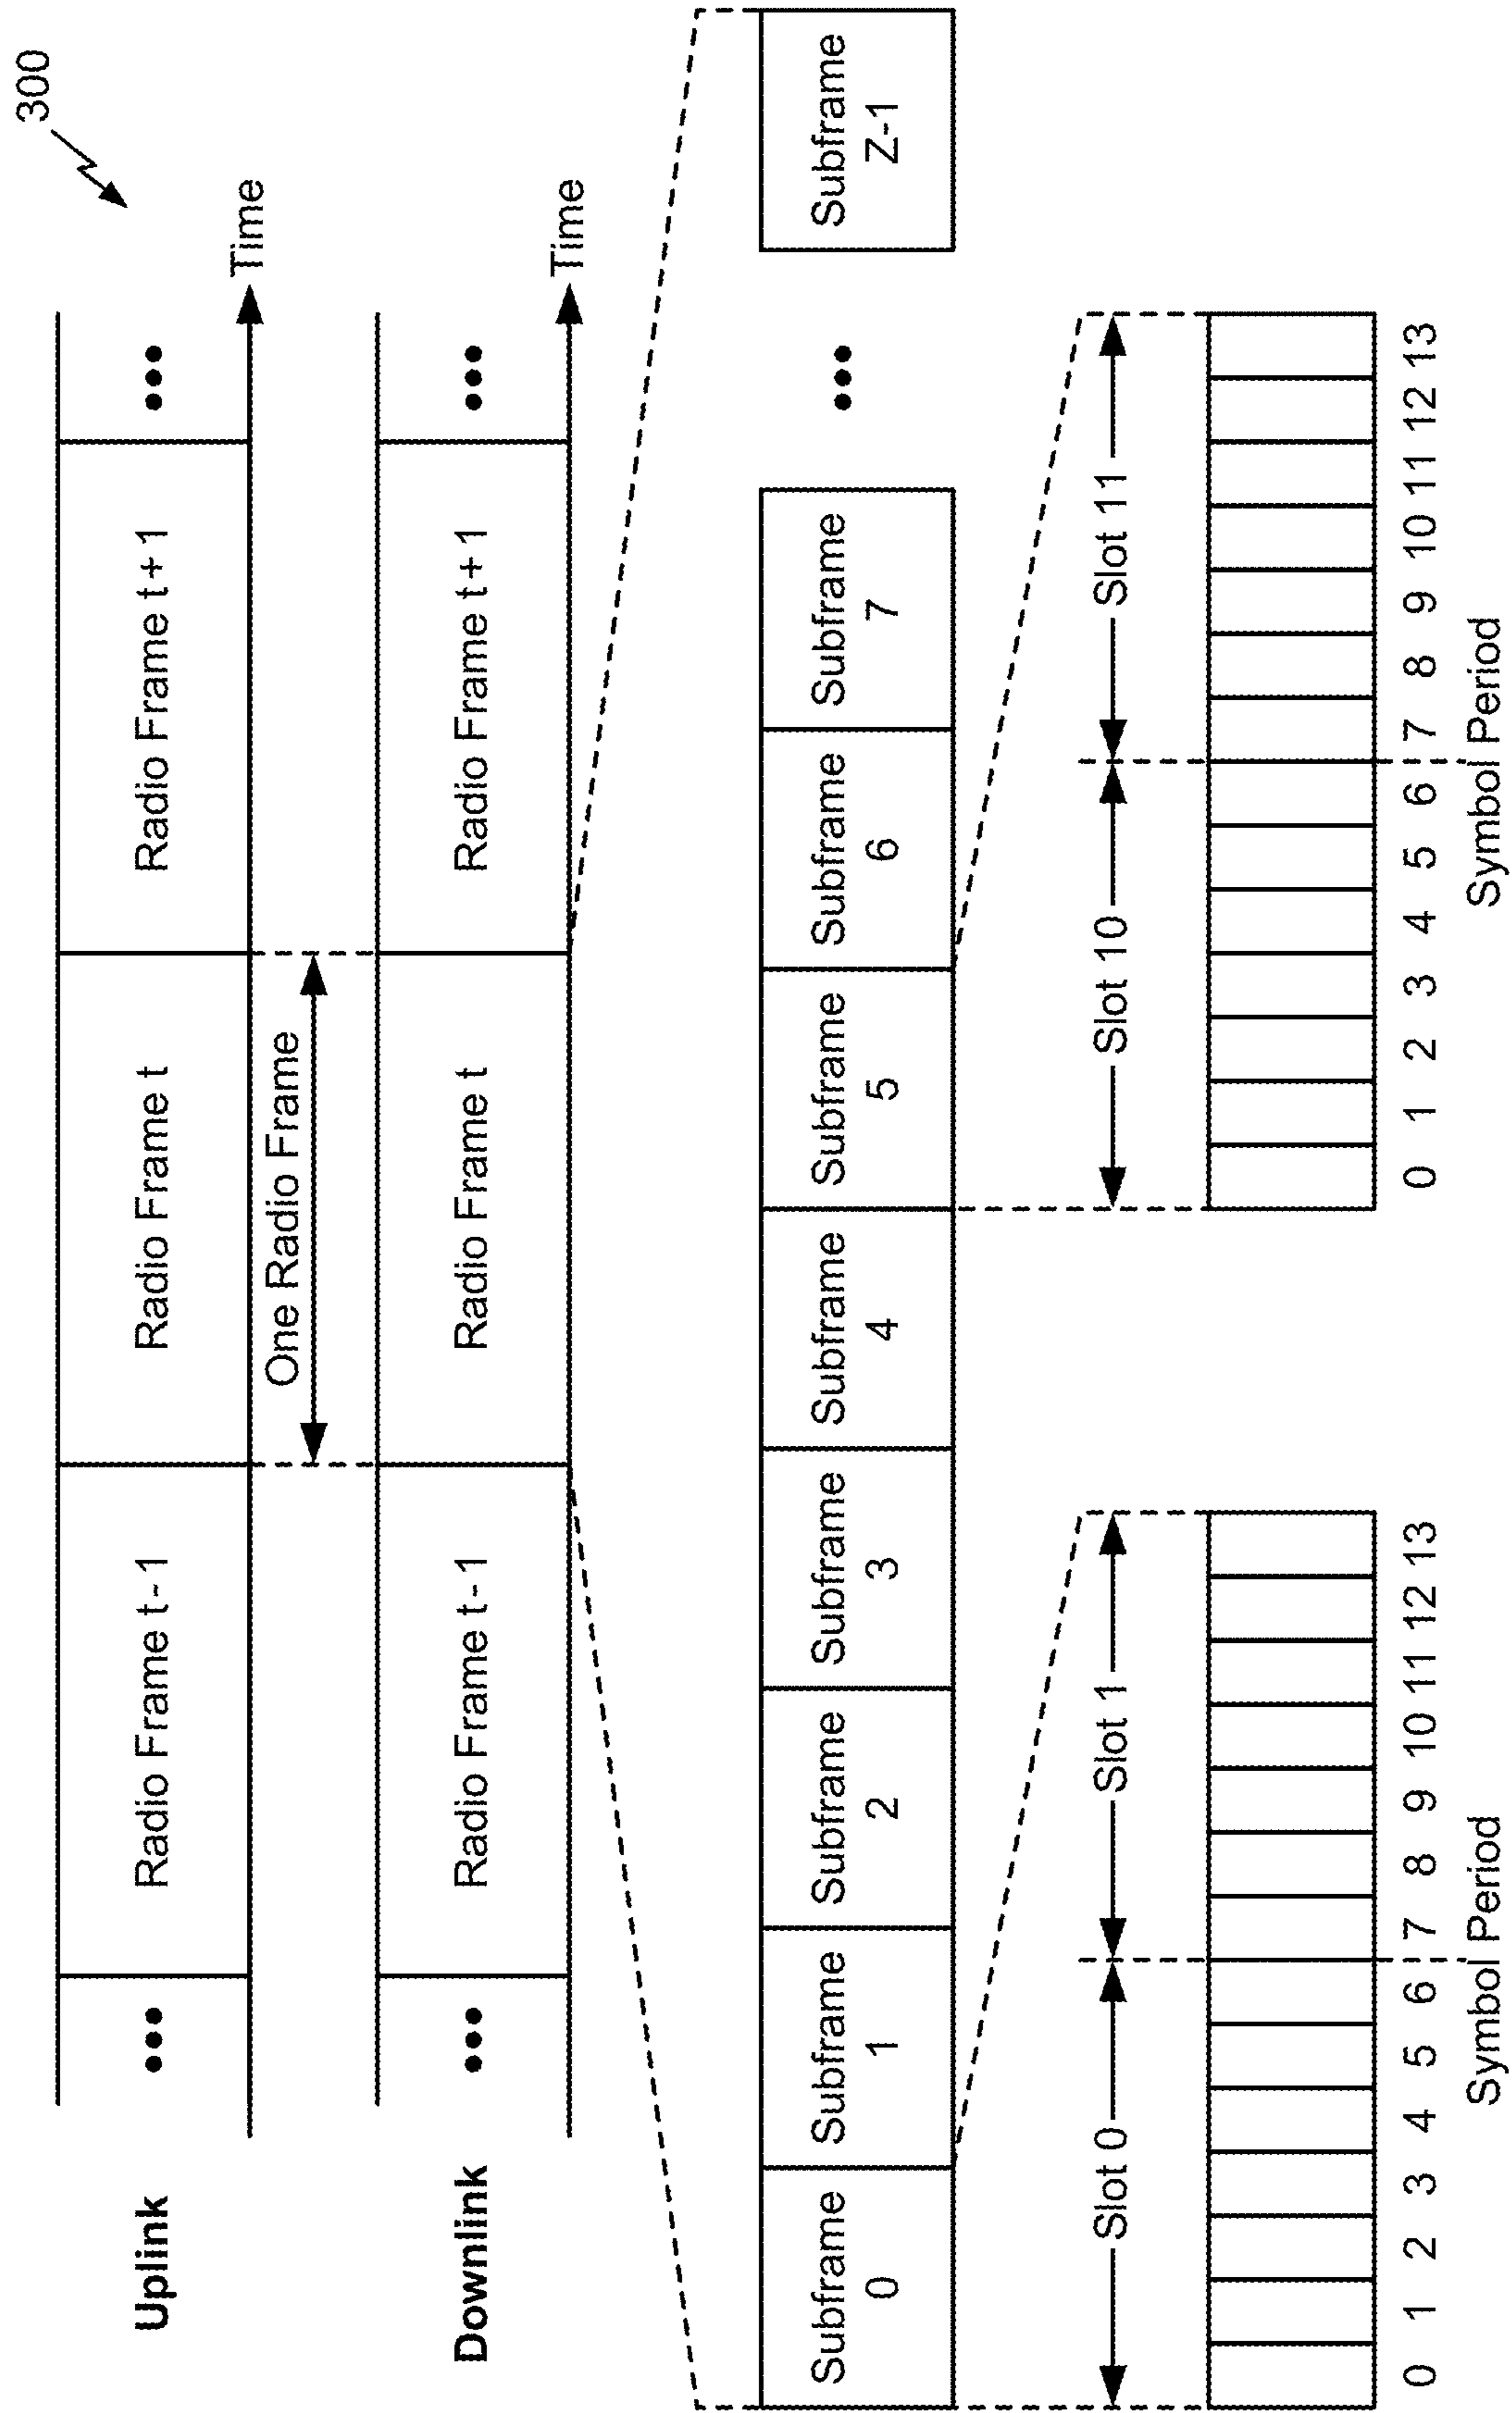 300
Uplink
●●●
Radio Frame t-1
Radio Frame t
Radio Frame t+1
●●●
Time
One Radio Frame
Downlink
●●●
Radio Frame t-1
Radio Frame t
Radio Frame t+1
●●●
Time
Subframe
0
Subframe
1
Subframe
2
Subframe
3
Subframe
4
Subframe
5
Subframe
6
Subframe
7
●●●
Subframe
Z-1
Slot 0
Slot 1
Slot 10
Slot 11
0 1 2 3 4 5 6 7 8 9 10 11 12 13
Symbol Period
0 1 2 3 4 5 6 7 8 9 10 11 12 13
Symbol Period